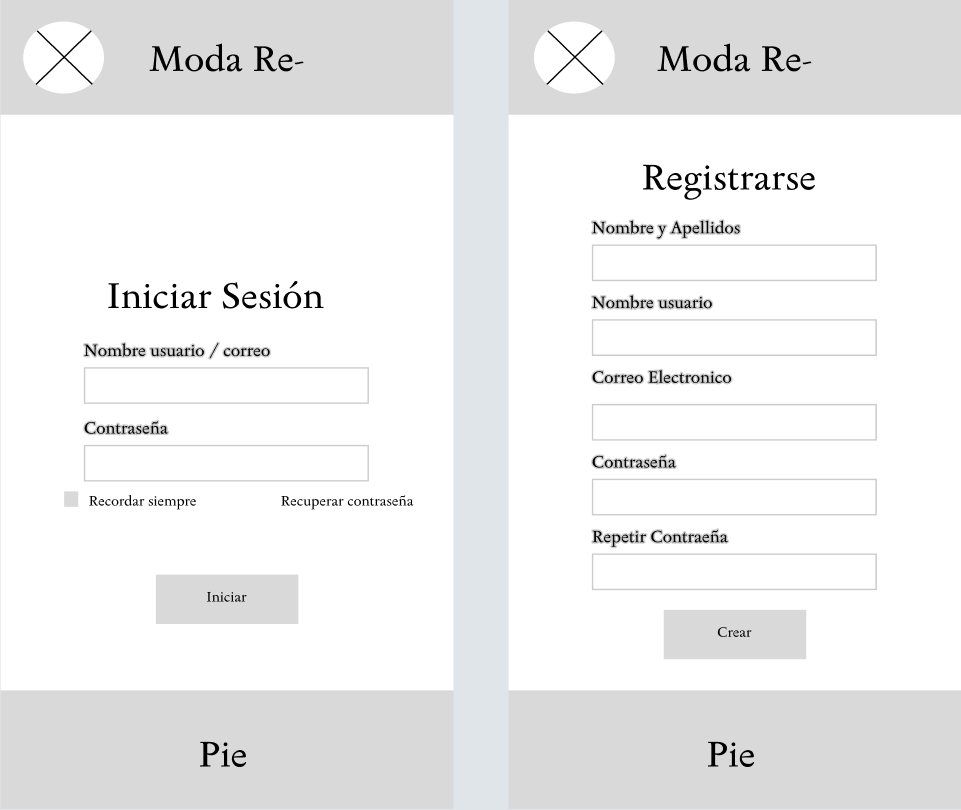 Moda Re-
Iniciar Sesión
Nombre usuario / correo
Contraseña
Recordar siempre
Recuperar contraseña
Iniciar
Pie
Moda Re-
Registrarse
Nombre y Apellidos
Nombre usuario
Correo Electronico
Contraseña
Repetir Contraeña
Crear
Pie